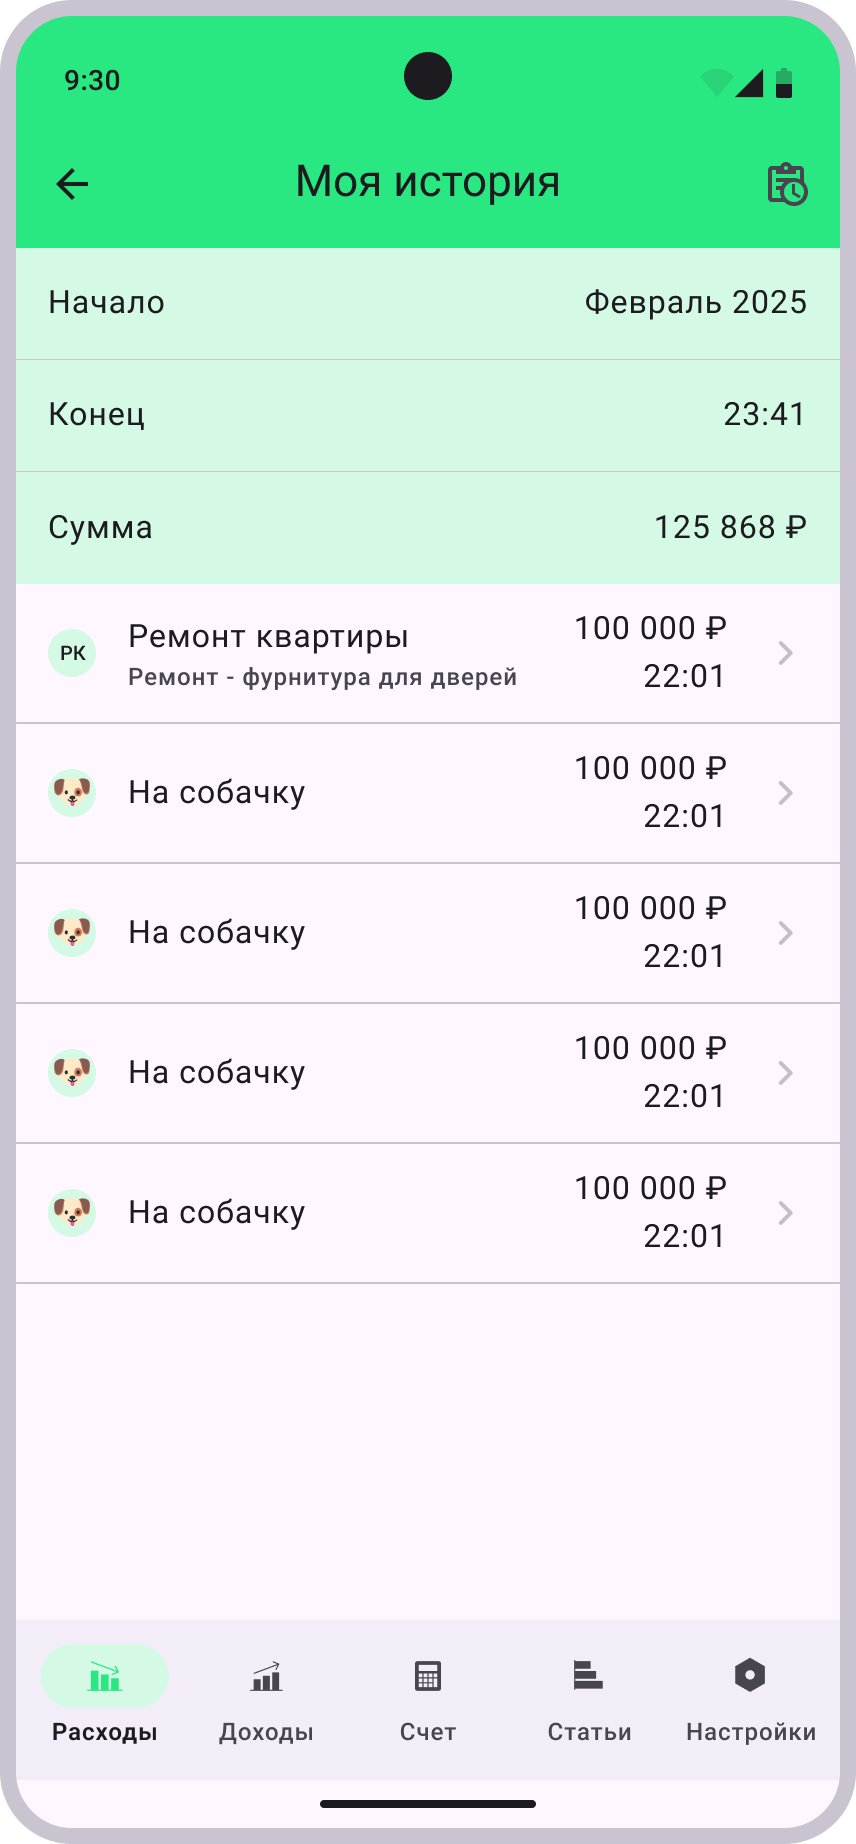 9:30
Моя история
Начало Февраль 2025
Конец 23:41
Сумма 125 868 ₽
РК Ремонт квартиры 100 000 ₽
Ремонт - фурнитура для дверей 22:01
На собачку 100 000 ₽
22:01
На собачку 100 000 ₽
22:01
На собачку 100 000 ₽
22:01
На собачку 100 000 ₽
22:01
Расходы Доходы Счет Статьи Настройки